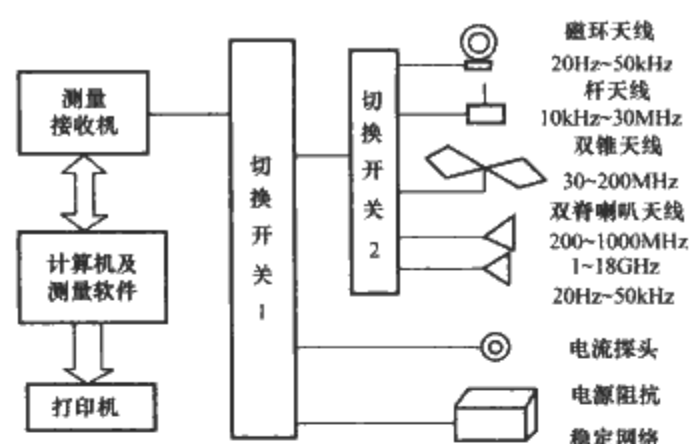 测量
接收机
计算机及
测量软件
打印机
切
换
开
关
1
切
换
开
关
2
磁环天线
20Hz~50kHz
杆天线
10kHz~30MHz
双锥天线
30~200MHz
双脊喇叭天线
200~1000MHz
1~18GHz
20Hz~50kHz
电流探头
电源阻抗
稳定网络